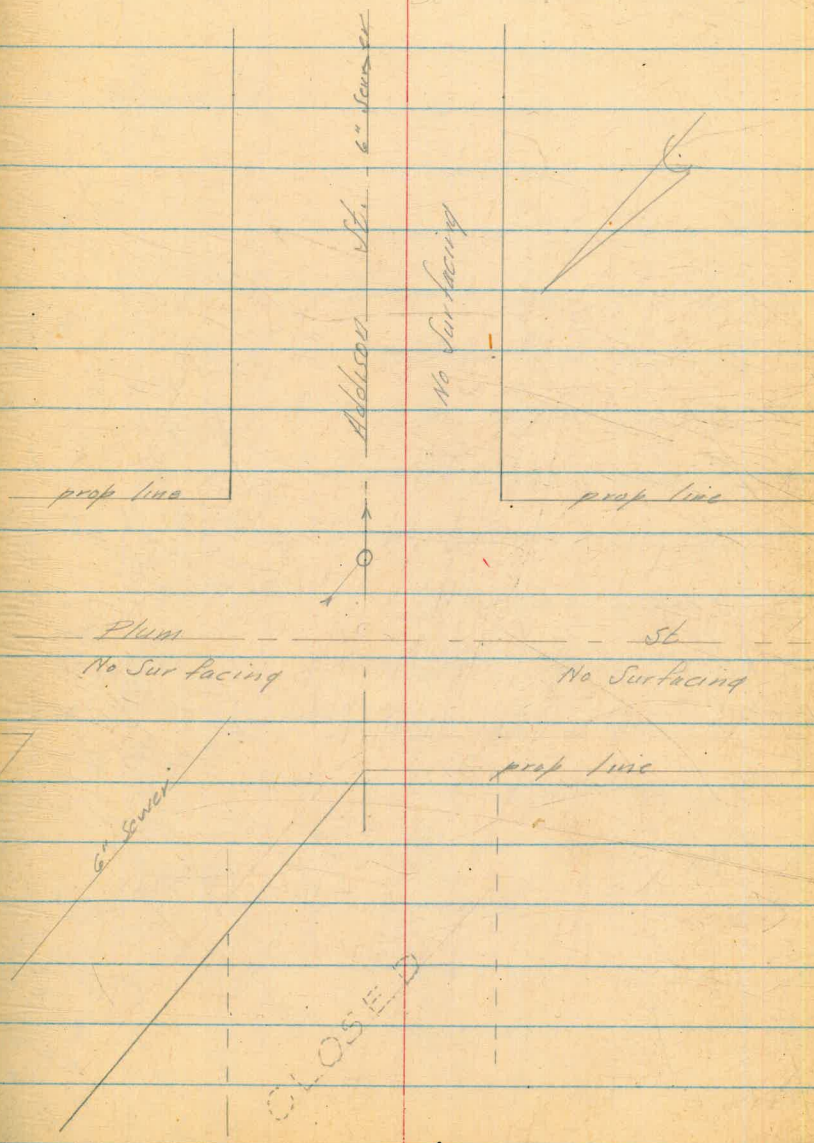 6" Sewer
Addison St.
No Surfacing
prop line
prop line
Plum St
No Surfacing
No Surfacing
prop line
6" Sewer
CLOSED